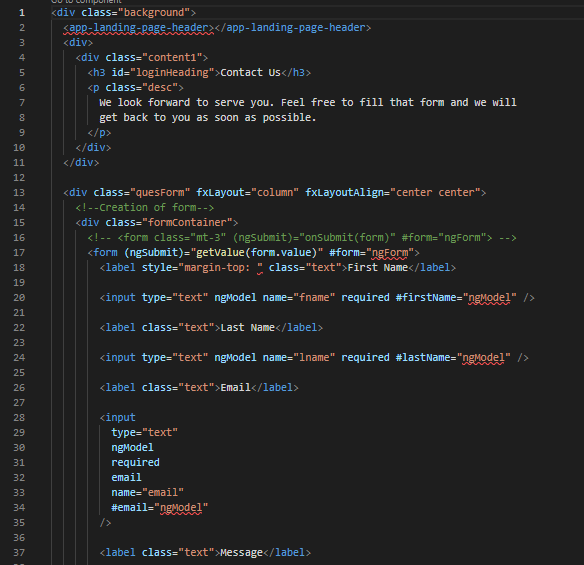 Go to component
1 <div class="background">
2 <app-landing-page-header></app-landing-page-header>
3 <div>
4 <div class="content1">
5 <h3 id="loginHeading">Contact Us</h3>
6 <p class="desc">
7 We look forward to serve you. Feel free to fill that form and we will
8 get back to you as soon as possible.
9 </p>
10 </div>
11 </div>
12
13 <div class="quesForm" fxLayout="column" fxLayoutAlign="center center">
14 <!--Creation of form-->
15 <div class="formContainer">
16 <!-- <form class="mt-3" (ngSubmit)="onSubmit(form)" #form="ngForm"> -->
17 <form (ngSubmit)="getValue(form.value)" #form="ngForm">
18 <label style="margin-top: " class="text">First Name</label>
19
20 <input type="text" ngModel name="fname" required #firstName="ngModel" />
21
22 <label class="text">Last Name</label>
23
24 <input type="text" ngModel name="lname" required #lastName="ngModel" />
25
26 <label class="text">Email</label>
27
28 <input
29 type="text"
30 ngModel
31 required
32 email
33 name="email"
34 #email="ngModel"
35 />
36
37 <label class="text">Message</label>